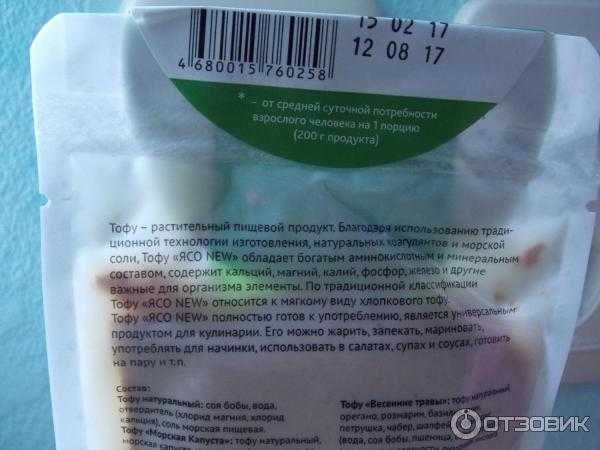 15 02 17
12 08 17
4 680015 760258
* - от средней суточной потребности
взрослого человека на 1 порцию
(200 г продукта)
Тофу – растительный пищевой продукт. Благодаря использованию тради-
ционной технологии изготовления, натуральных коагулянтов и морской
соли, Тофу «ЯСО NEW» обладает богатым аминокислотным и минеральным
составом, содержит кальций, магний, калий, фосфор, железо и другие
важные для организма элементы. По традиционной классификации
Тофу «ЯСО NEW» относится к мягкому виду хлопкового тофу.
Тофу «ЯСО NEW» полностью готов к употреблению, является универсальным
продуктом для кулинарии. Его можно жарить, запекать, мариновать,
употреблять для начинки, использовать в салатах, супах и соусах, готовить
на пару и т.п.
Состав:
Тофу натуральный: соя бобы, вода,
отвердитель (хлорид магния, хлорид
кальция), соль морская пищевая.
Тофу «Морская Капуста»: тофу натуральный,
морская капуста
Тофу «Весенние травы»: тофу натуральный,
орегано, розмарин,
петрушка, чабер,
(вода, соя бобы, пшеница,
ОТЗОВИК